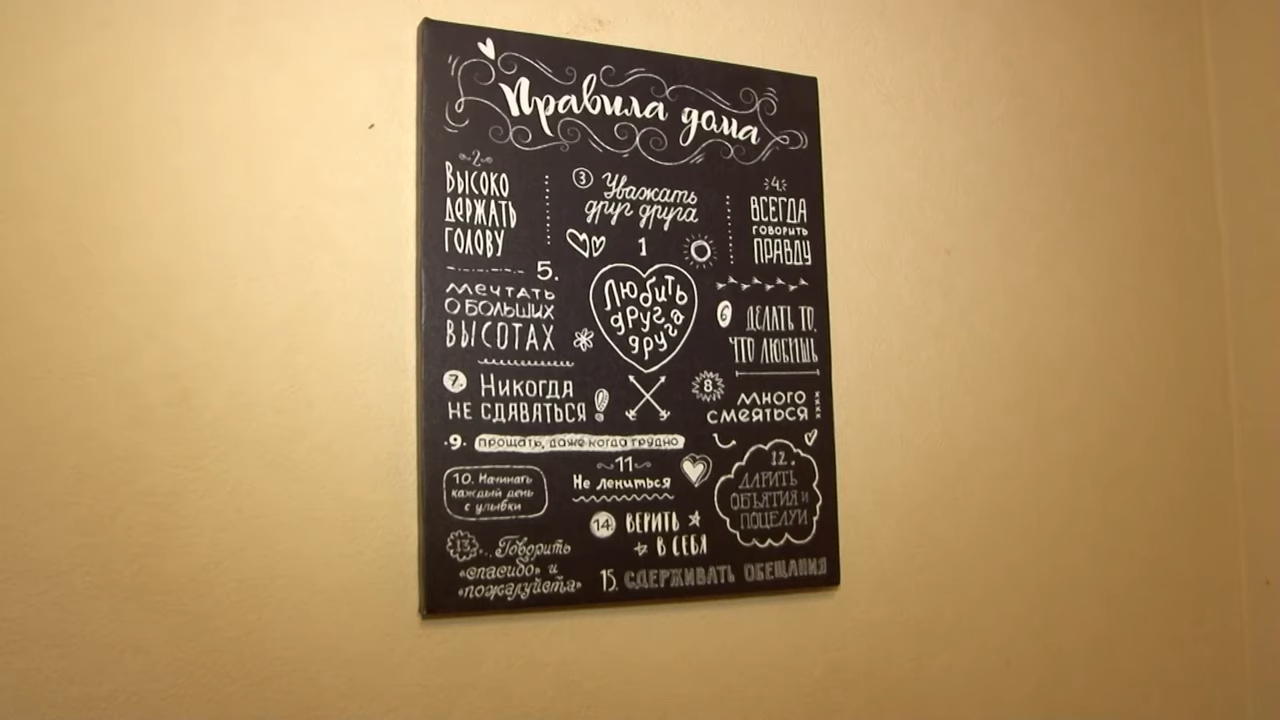 Правила дома
2
Высоко
держать
голову
3 Уважать
друг друга
4.
ВСЕГДА
говорить
ПРАВДУ
1
Любить
друг
друга
5.
мечтать
о больших
высотах
6 ДЕЛАТЬ ТО,
ЧТО ЛЮБИШЬ
7. Никогда
не сдаваться!
8. много
смеяться
xxxx
9. прощать, даже когда трудно
10. Начинать
каждый день
с улыбки
11
Не лениться
12.
ДАРИТЬ
ОБЪЯТИЯ И
ПОЦЕЛУИ
13... Говорить
«спасибо» и
«пожалуйста»
14 ВЕРИТЬ
В СЕБЯ
15. СДЕРЖИВАТЬ ОБЕЩАНИЯ